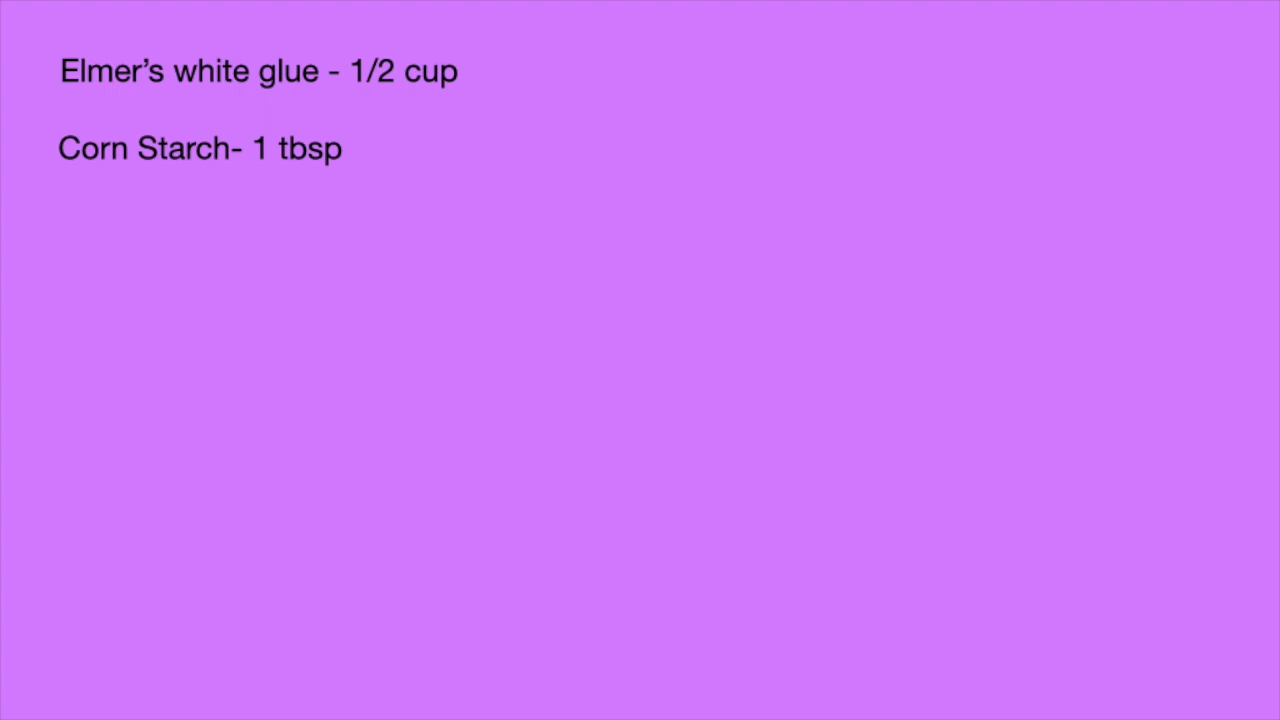 Elmer’s white glue - 1/2 cup
Corn Starch- 1 tbsp